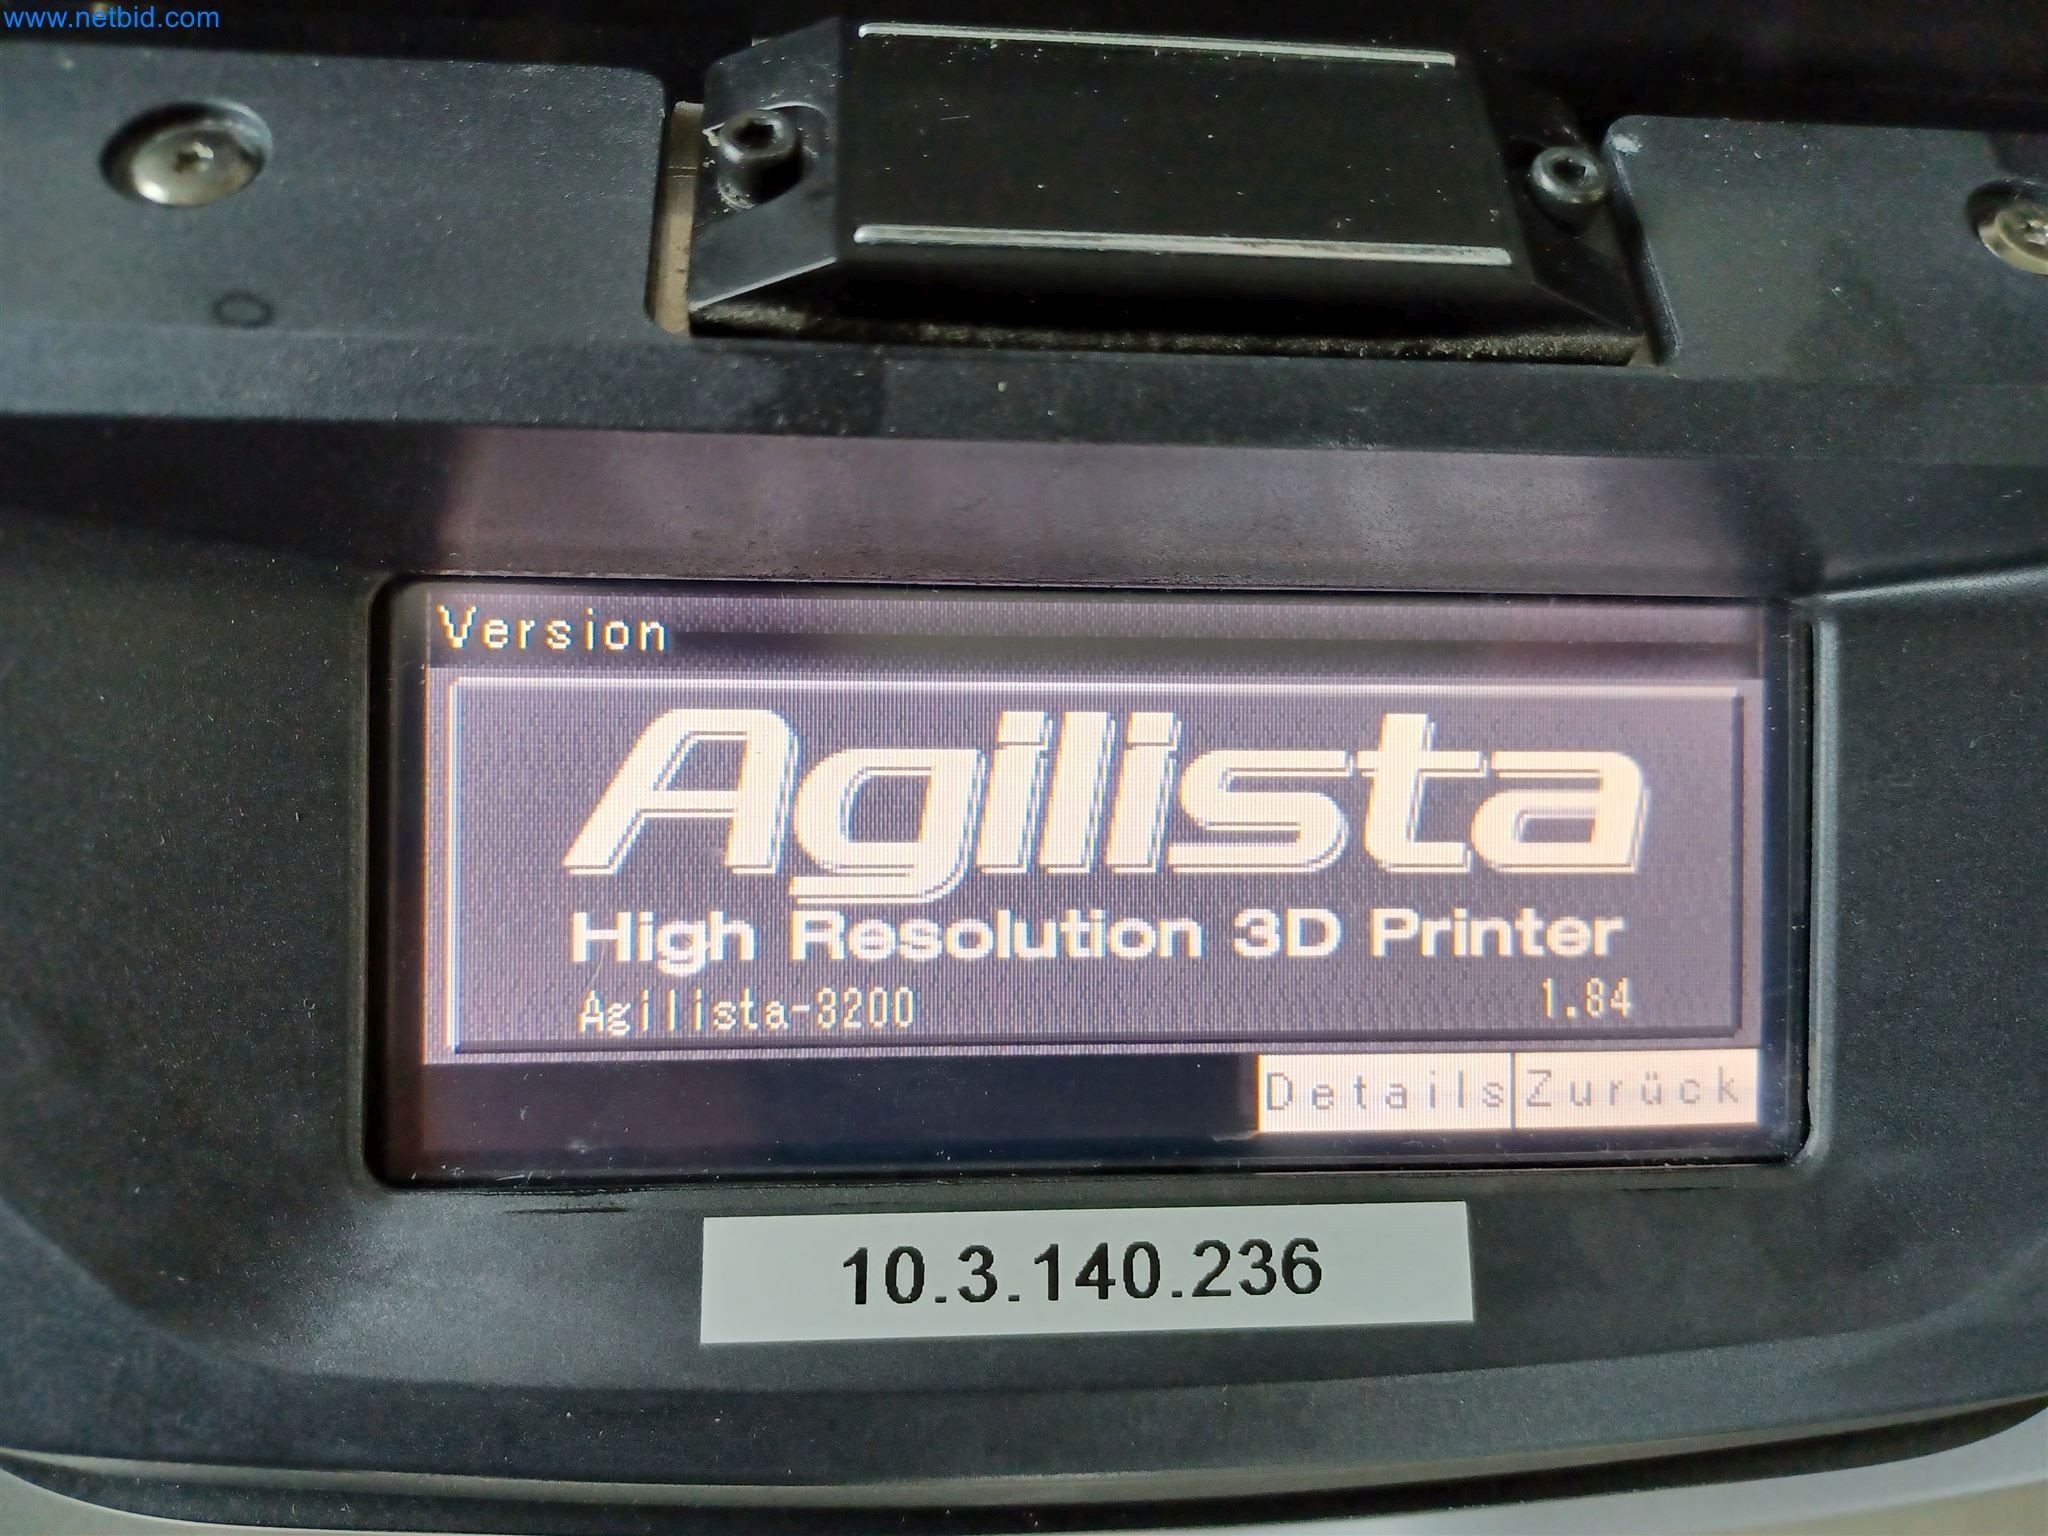 www.netbid.com
Version
Agilista
High Resolution 3D Printer
Agilista-3200 1.84
Details Zurück
10.3.140.236